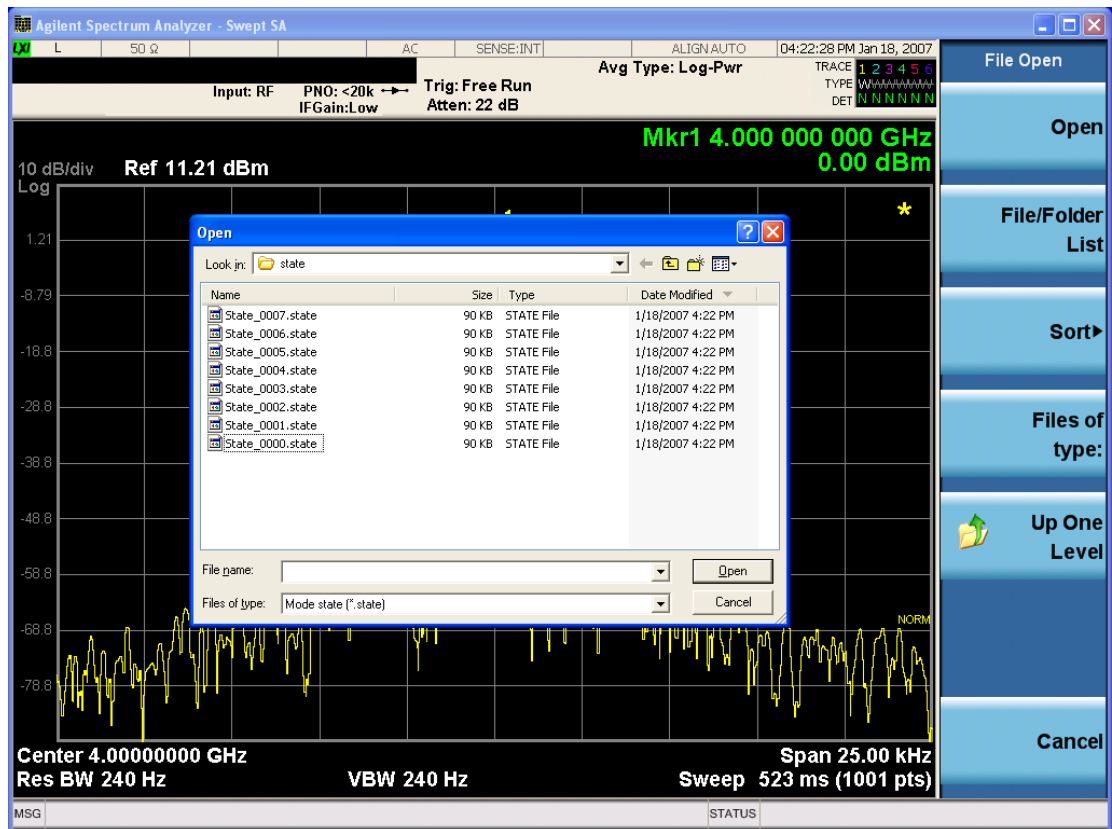 Agilent Spectrum Analyzer - Swept SA
LXI L 50 Ω AC SENSE:INT ALIGN AUTO 04:22:28 PM Jan 18, 2007
Input: RF PNO: <20k Trig: Free Run Avg Type: Log-Pwr TRACE 1 2 3 4 5 6
IFGain:Low Atten: 22 dB TYPE W
DET N N N N N N
Mkr1 4.000 000 000 GHz
0.00 dBm
10 dB/div Ref 11.21 dBm
Log
1.21
-8.79
-18.8
-28.8
-38.8
-48.8
-58.8
-68.8
-78.8
*
NORM
Open
Look in: state
Name Size Type Date Modified
State_0007.state 90 KB STATE File 1/18/2007 4:22 PM
State_0006.state 90 KB STATE File 1/18/2007 4:22 PM
State_0005.state 90 KB STATE File 1/18/2007 4:22 PM
State_0004.state 90 KB STATE File 1/18/2007 4:22 PM
State_0003.state 90 KB STATE File 1/18/2007 4:22 PM
State_0002.state 90 KB STATE File 1/18/2007 4:22 PM
State_0001.state 90 KB STATE File 1/18/2007 4:22 PM
State_0000.state 90 KB STATE File 1/18/2007 4:22 PM
File name: Open
Files of type: Mode state (*.state) Cancel
Center 4.00000000 GHz Span 25.00 kHz
Res BW 240 Hz VBW 240 Hz Sweep 523 ms (1001 pts)
MSG STATUS
File Open
Open
File/Folder
List
Sort
Files of
type:
Up One
Level
Cancel